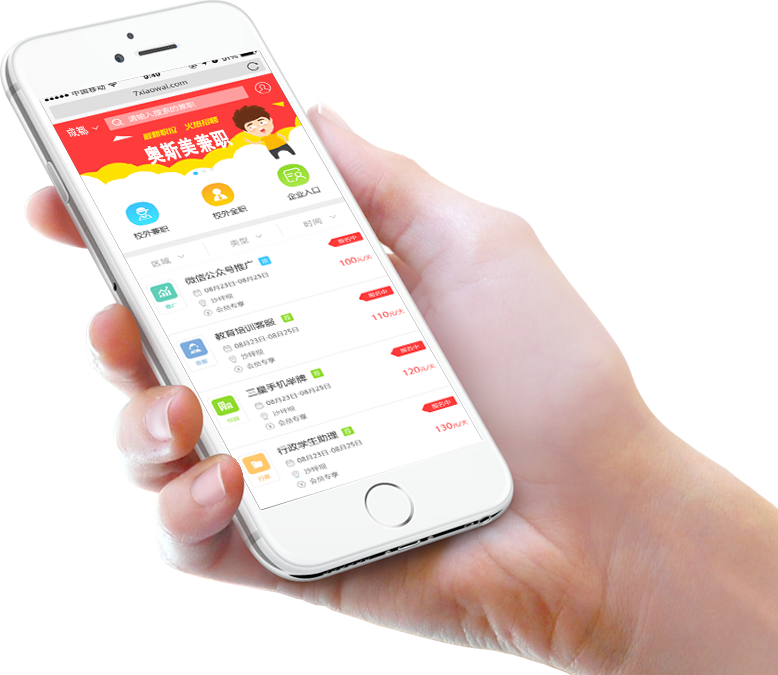 中国移动 9:49 51%
7xiaowai.com
成都 请输入搜索的兼职
最新职位 火热招聘
奥斯美兼职
校外兼职 校外全职 企业入口
区域 类型 时间
推广 微信公众号推广 报名中
08月23日-08月25日 100元/天
沙坪坝
会员专享
教育培训客服 荐 报名中
08月23日-08月25日 110元/天
沙坪坝
会员专享
三星手机举牌 荐 报名中
08月23日-08月25日 120元/天
沙坪坝
会员专享
行政学生助理 荐 报名中
08月23日-08月25日 130元/天
沙坪坝
会员专享